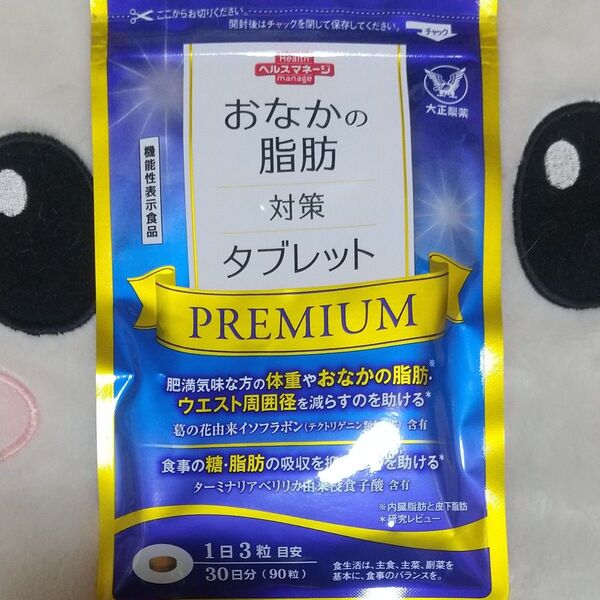 ここからお切りください。
開封後はチャックを閉じて保存してください。
チャック
Health
ヘルスマネージ
manage
大正製薬
おなかの
脂肪
対策
タブレット
機能性表示食品
PREMIUM
肥満気味な方の体重やおなかの脂肪※・
ウエスト周囲径を減らすのを助ける*
葛の花由来イソフラボン(テクトリゲニン類 含有
食事の糖・脂肪の吸収を を助ける*
ターミナリアベリリカ由来没食子酸 含有
※内臓脂肪と皮下脂肪
*研究レビュー
1日3粒 目安
30日分(90粒)
食生活は、主食、主菜、副菜を
基本に、食事のバランスを。